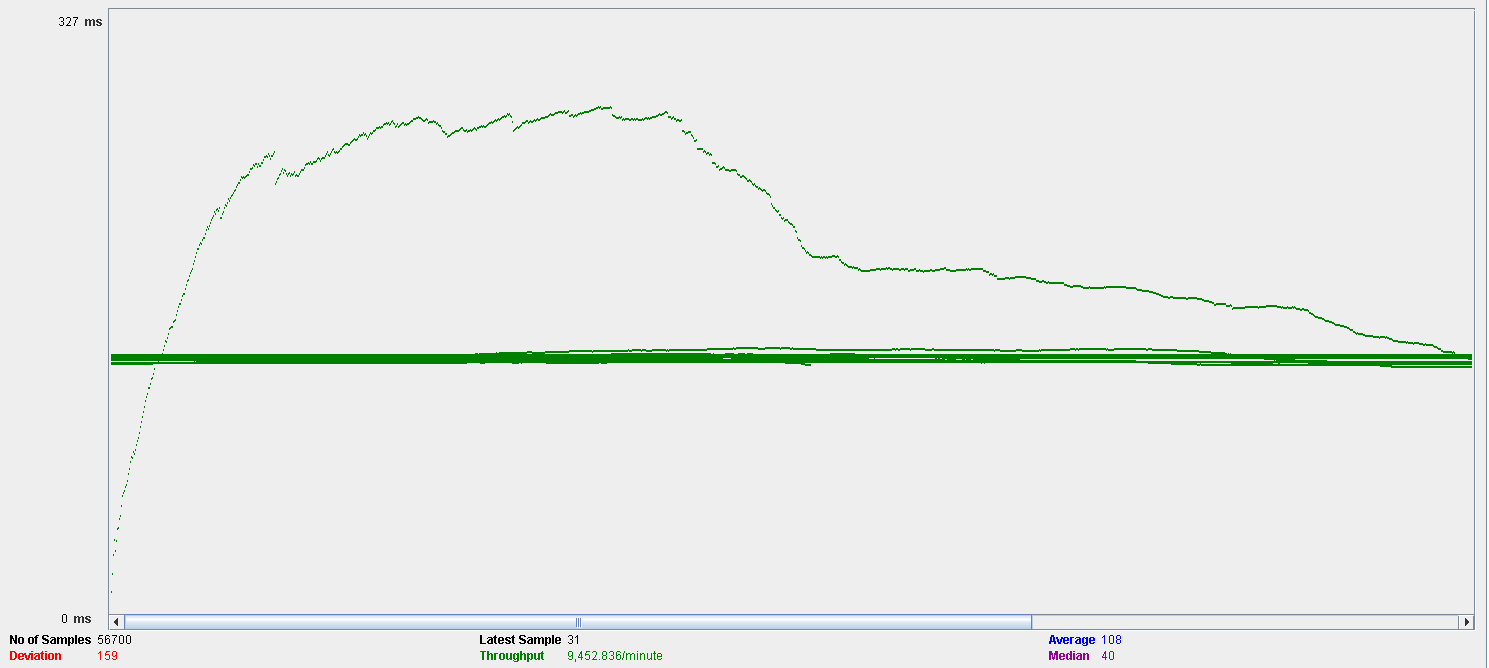 327 ms
0 ms
No of Samples 56700 Latest Sample 31 Average 108
Deviation 159 Throughput 9,452.836/minute Median 40